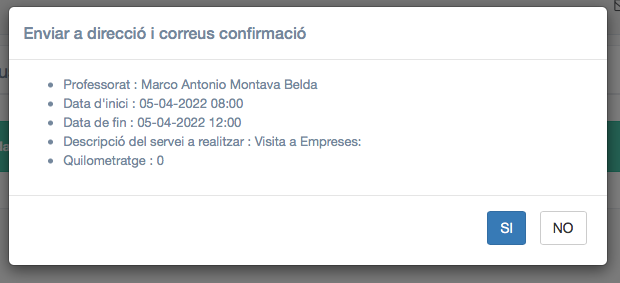 Enviar a direcció i correus confirmació
Professorat : Marco Antonio Montava Belda
Data d'inici : 05-04-2022 08:00
Data de fin : 05-04-2022 12:00
Descripció del servei a realitzar : Visita a Empreses:
Quilometratge : 0
SI
NO